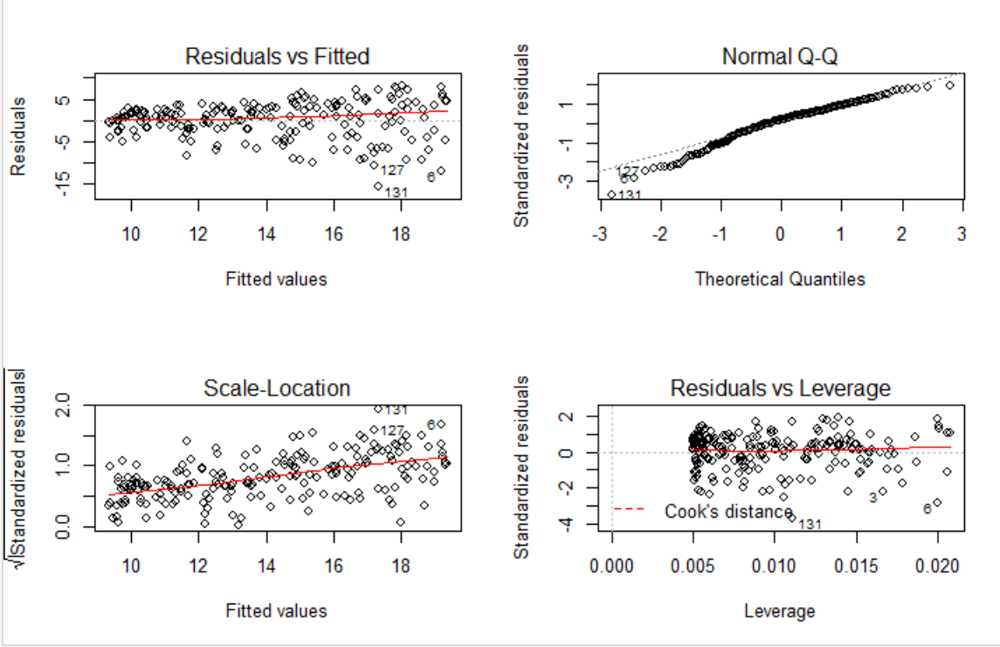 Residuals vs Fitted
Residuals
5
-5
-15
127
131
6
10 12 14 16 18
Fitted values
Normal Q-Q
Standardized residuals
1
-1
-3
127
6
131
-3 -2 -1 0 1 2 3
Theoretical Quantiles
Scale-Location
√|Standardized residuals|
2.0
1.0
0.0
131
127
6
10 12 14 16 18
Fitted values
Residuals vs Leverage
Standardized residuals
2
0
-2
-4
3
6
Cook's distance
131
0.000 0.005 0.010 0.015 0.020
Leverage